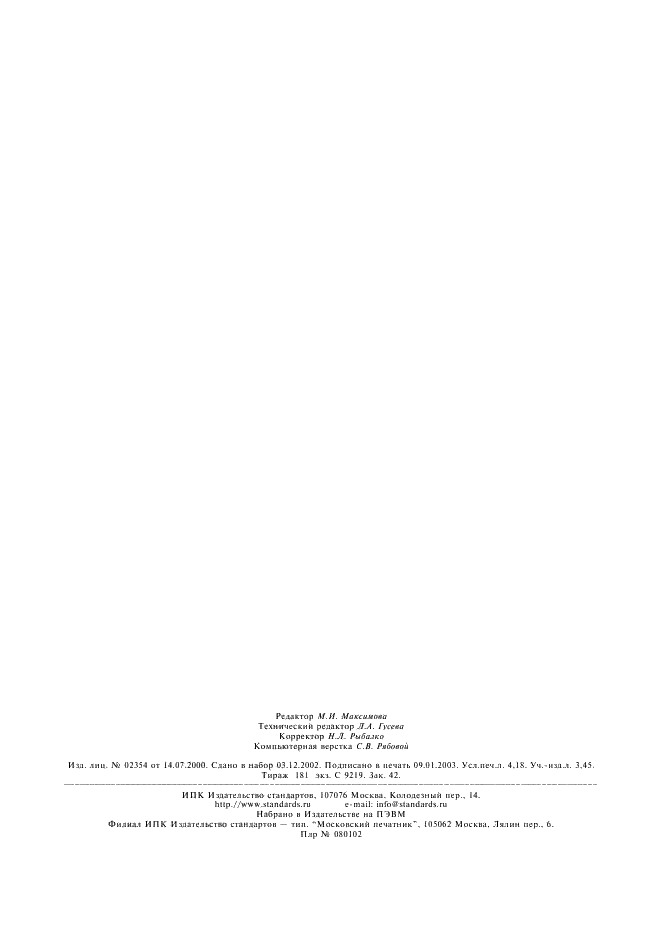 Редактор М.И. Максимова
Технический редактор Л.А. Гусева
Корректор Н.Л. Рыбалко
Компьютерная верстка С.В. Рябовой
Изд. лиц. № 02354 от 14.07.2000. Сдано в набор 03.12.2002. Подписано в печать 09.01.2003. Усл.печ.л. 4,18. Уч.-изд.л. 3,45.
Тираж 181 экз. С 9219. Зак. 42.
ИПК Издательство стандартов, 107076 Москва, Колодезный пер., 14.
http://www.standards.ru e-mail: info@standards.ru
Набрано в Издательстве на ПЭВМ
Филиал ИПК Издательство стандартов — тип. “Московский печатник”, 105062 Москва, Лялин пер., 6.
Плр № 080102